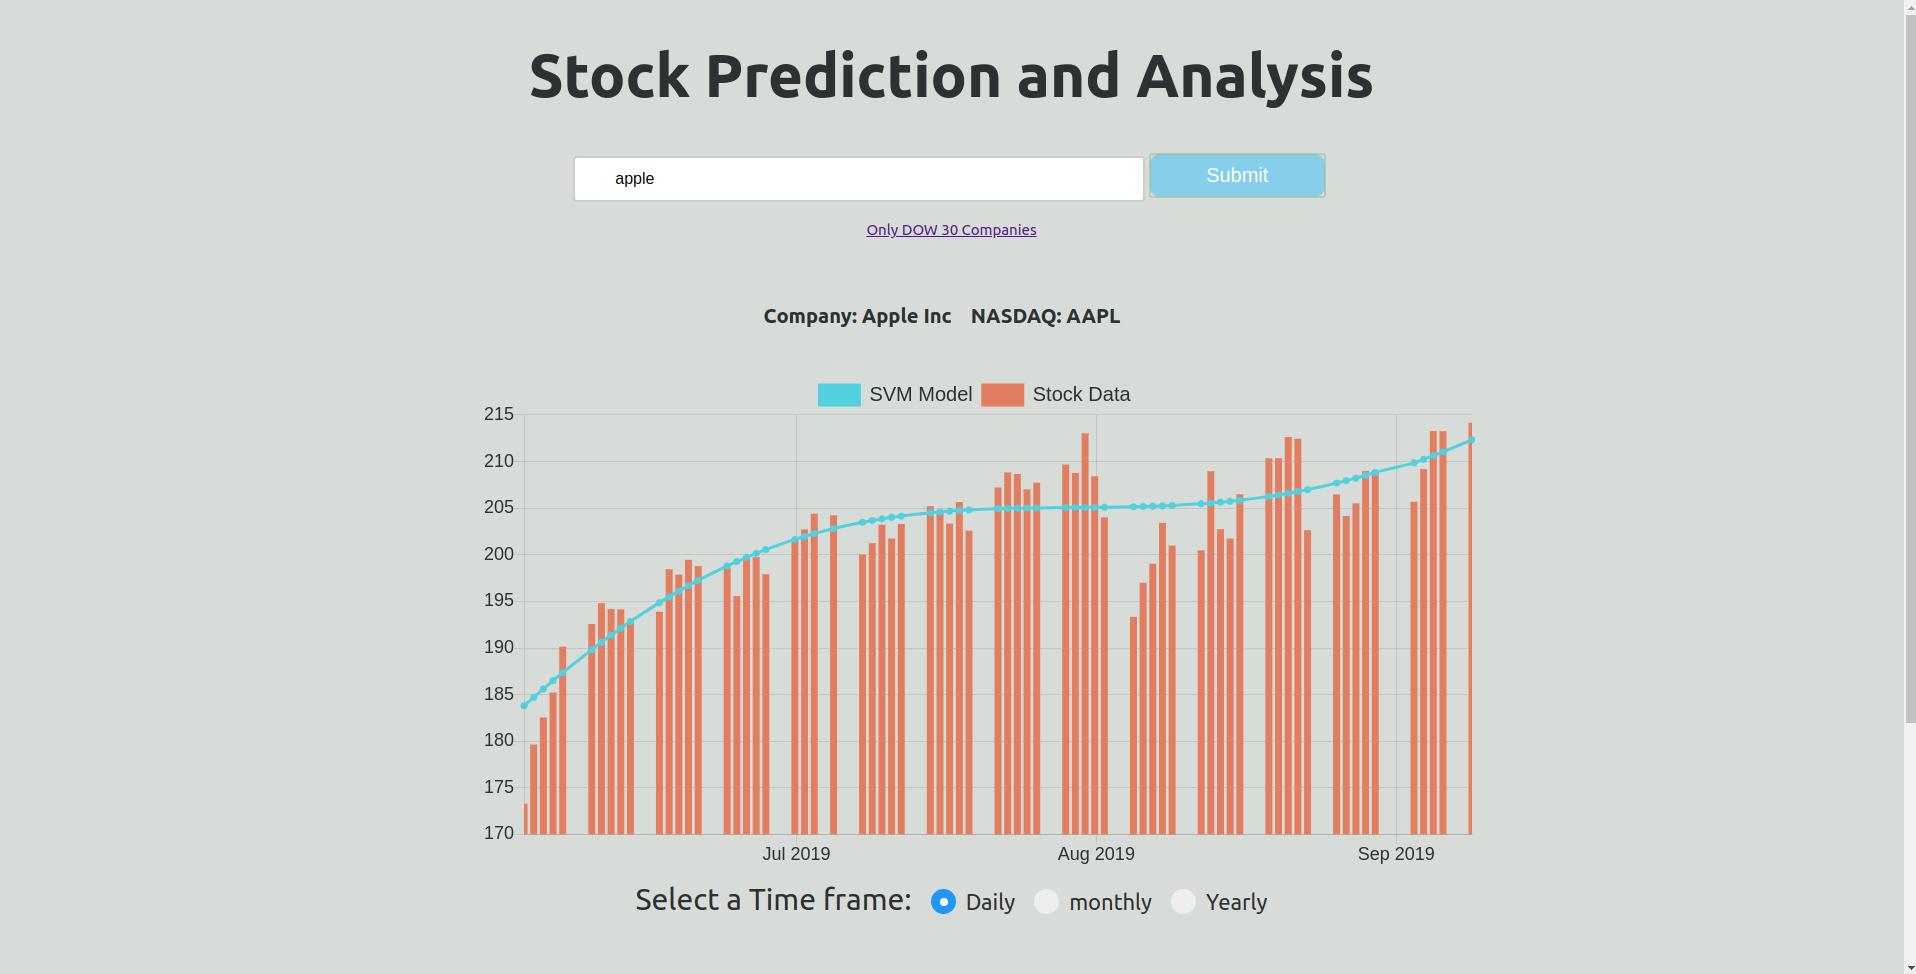 Stock Prediction and Analysis
apple
Submit
Only DOW 30 Companies
Company: Apple Inc NASDAQ: AAPL
SVM Model Stock Data
215
210
205
200
195
190
185
180
175
170
Jul 2019 Aug 2019 Sep 2019
Select a Time frame: Daily monthly Yearly